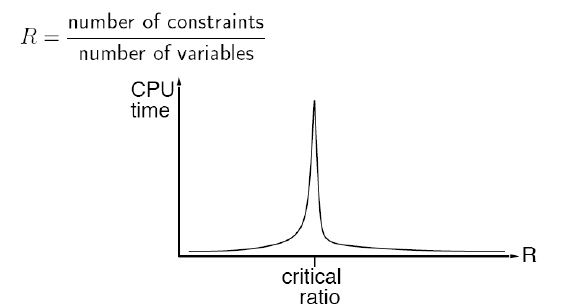 R = number of constraints
number of variables
CPU
time
R
critical
ratio